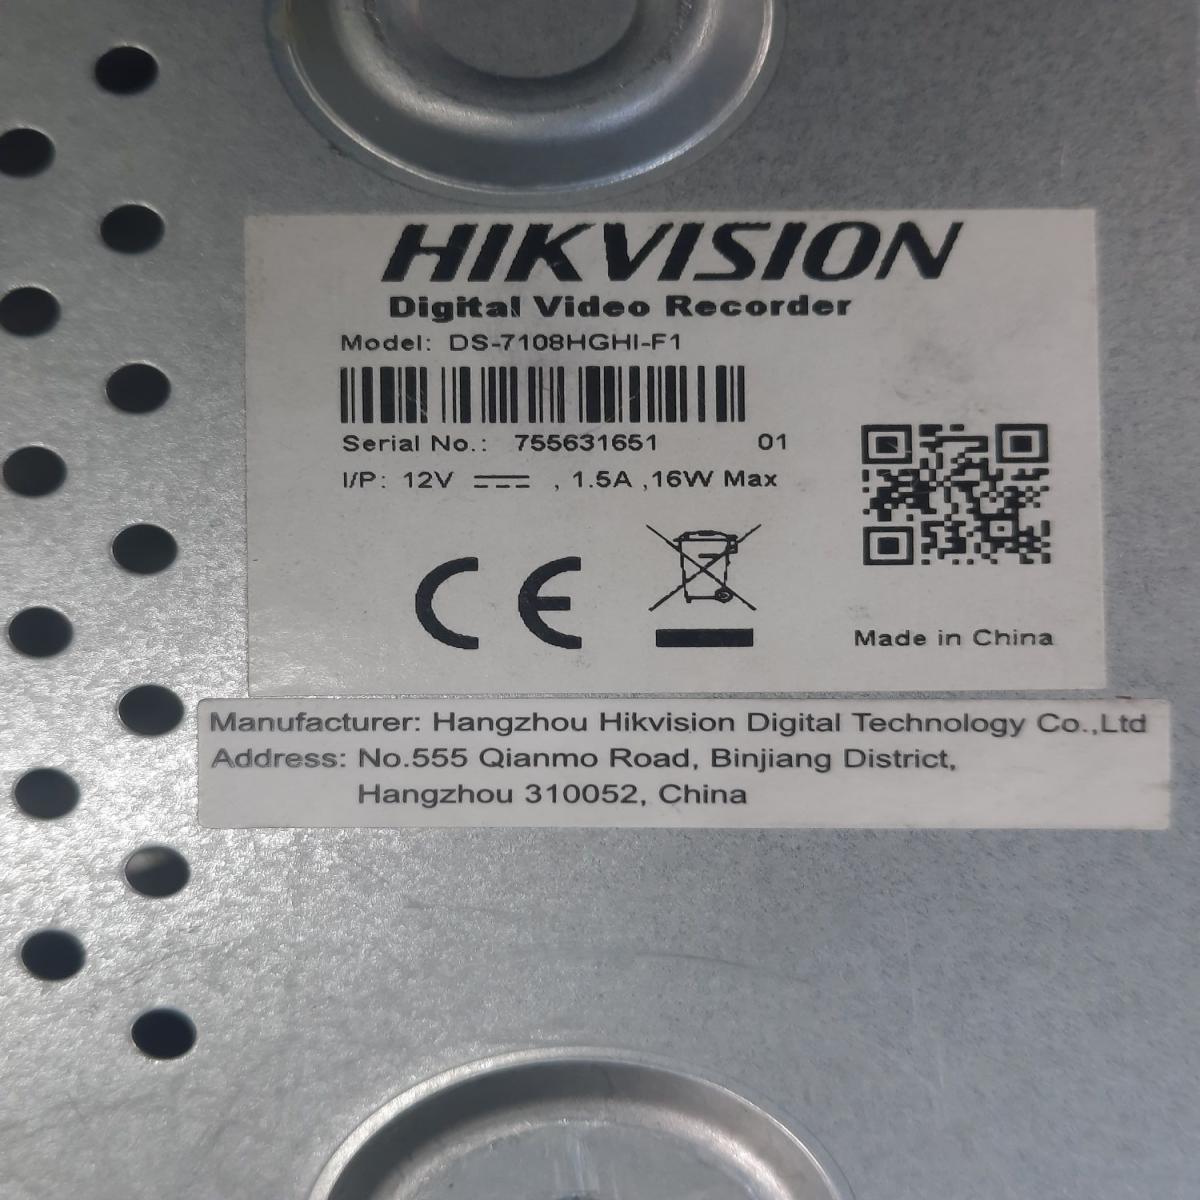 HIKVISION
Digital Video Recorder
Model: DS-7108HGHI-F1
Serial No.: 755631651 01
I/P: 12V ⎓ , 1.5A ,16W Max
CE
Made in China
Manufacturer: Hangzhou Hikvision Digital Technology Co.,Ltd
Address: No.555 Qianmo Road, Binjiang District,
Hangzhou 310052, China